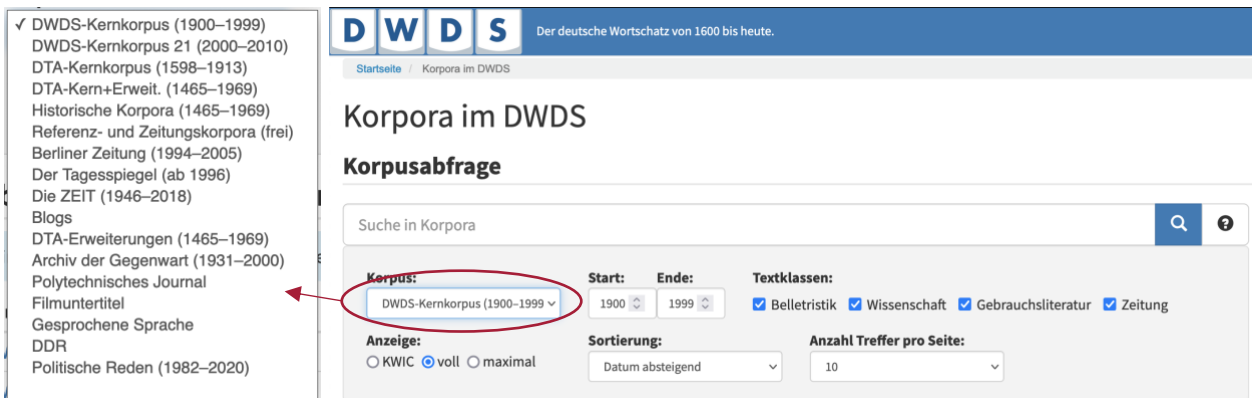 ✓ DWDS-Kernkorpus (1900–1999)
DWDS-Kernkorpus 21 (2000–2010)
DTA-Kernkorpus (1598–1913)
DTA-Kern+Erweit. (1465–1969)
Historische Korpora (1465–1969)
Referenz- und Zeitungskorpora (frei)
Berliner Zeitung (1994–2005)
Der Tagesspiegel (ab 1996)
Die ZEIT (1946–2018)
Blogs
DTA-Erweiterungen (1465–1969)
Archiv der Gegenwart (1931–2000)
Polytechnisches Journal
Filmuntertitel
Gesprochene Sprache
DDR
Politische Reden (1982–2020)
DWDS Der deutsche Wortschatz von 1600 bis heute.
Startseite / Korpora im DWDS
Korpora im DWDS
Korpusabfrage
Suche in Korpora
Korpus: Start: Ende: Textklassen:
DWDS-Kernkorpus (1900–1999 1900 1999 Belletristik Wissenschaft Gebrauchsliteratur Zeitung
Anzeige: Sortierung: Anzahl Treffer pro Seite:
KWIC voll maximal Datum absteigend 10